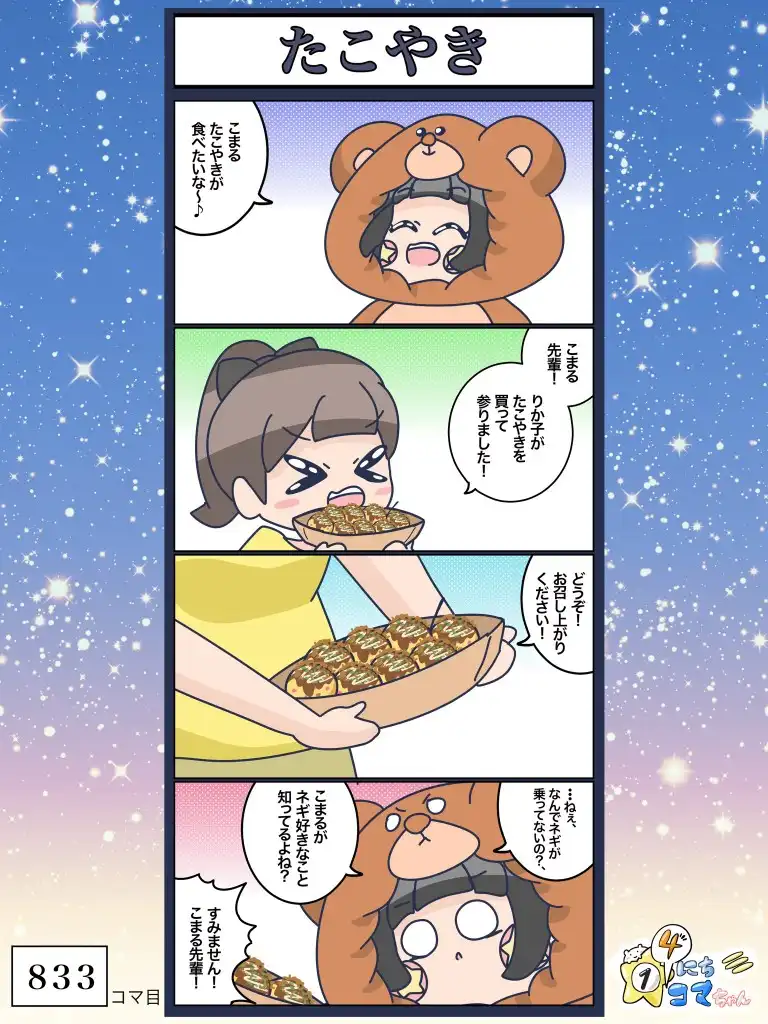 たこやき
こまる
たこやきが
食べたいな〜♪
こまる
先輩！
りか子が
たこやきを
買って
参りました！
どうぞ！
お召し上がり
ください！
…ねぇ、
なんでネギが
乗ってないの？、
こまるが
ネギ好きなこと
知ってるよね？
すみません！
こまる先輩！
833
コマ目
1
にち
4
コマ
ちゃん